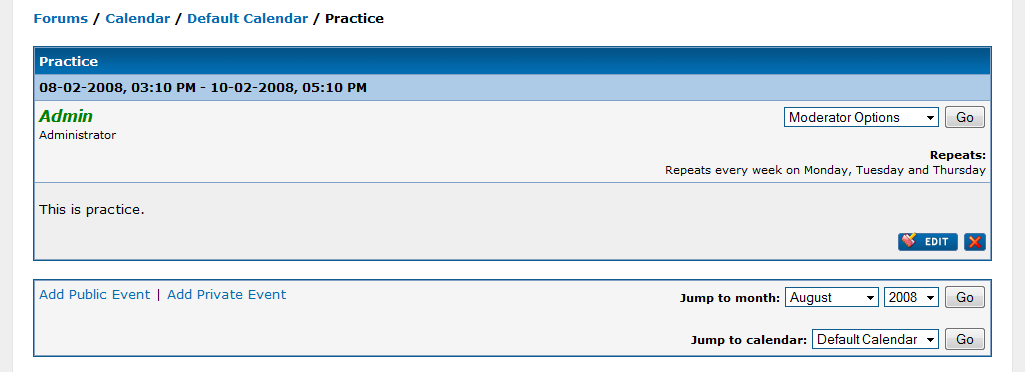 Forums / Calendar / Default Calendar / Practice
Practice
08-02-2008, 03:10 PM - 10-02-2008, 05:10 PM
Admin
Administrator
Moderator Options Go
Repeats:
Repeats every week on Monday, Tuesday and Thursday
This is practice.
EDIT
Add Public Event | Add Private Event
Jump to month: August 2008 Go
Jump to calendar: Default Calendar Go